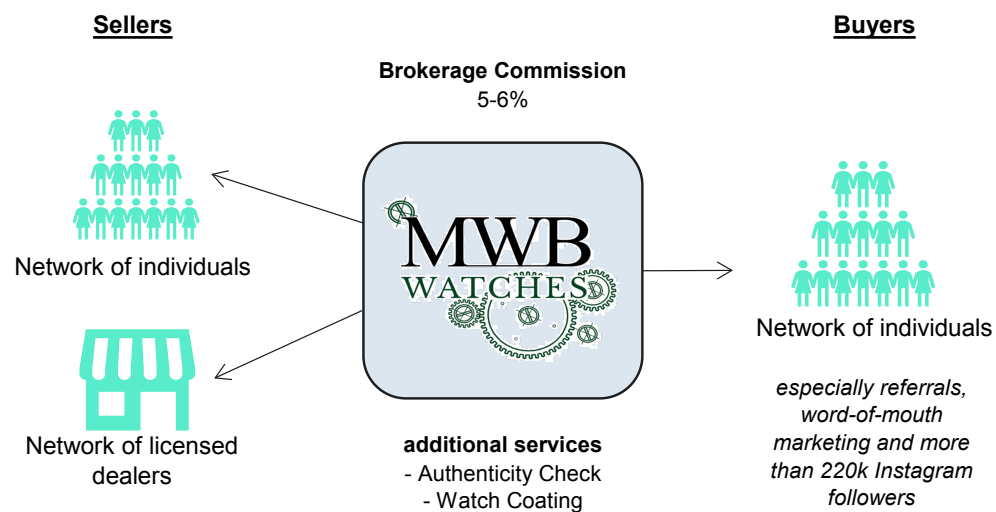 Sellers
Buyers
Brokerage Commission
5-6%
MWB
WATCHES
Network of individuals
Network of licensed
dealers
additional services
- Authenticity Check
- Watch Coating
Network of individuals
especially referrals,
word-of-mouth
marketing and more
than 220k Instagram
followers